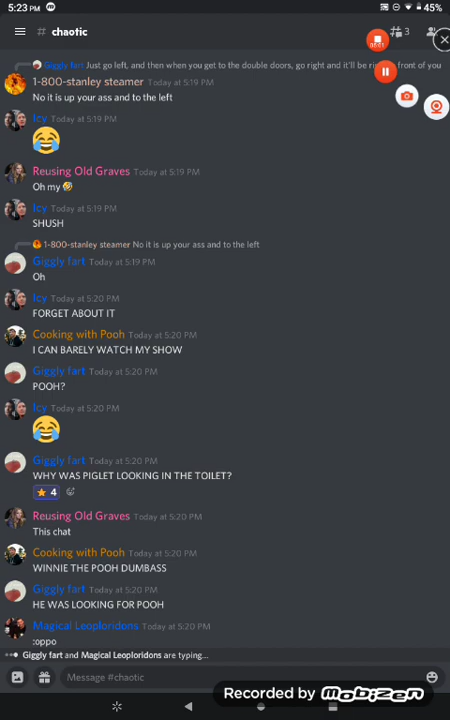 5:23 PM
45%
# chaotic
3
Giggly fart Just go left, and then when you get to the double doors, go right and it'll be in front of you
1-800-stanley steamer Today at 5:19 PM
No it is up your ass and to the left
Icy Today at 5:19 PM
😂
Reusing Old Graves Today at 5:19 PM
Oh my 🤣
Icy Today at 5:19 PM
SHUSH
1-800-stanley steamer No it is up your ass and to the left
Giggly fart Today at 5:19 PM
Oh
Icy Today at 5:20 PM
FORGET ABOUT IT
Cooking with Pooh Today at 5:20 PM
I CAN BARELY WATCH MY SHOW
Giggly fart Today at 5:20 PM
POOH?
Icy Today at 5:20 PM
😂
Giggly fart Today at 5:20 PM
WHY WAS PIGLET LOOKING IN THE TOILET?
⭐ 4
Reusing Old Graves Today at 5:20 PM
This chat
Cooking with Pooh Today at 5:20 PM
WINNIE THE POOH DUMBASS
Giggly fart Today at 5:20 PM
HE WAS LOOKING FOR POOH
Magical Leoploridons Today at 5:20 PM
:oppo
Giggly fart and Magical Leoploridons are typing...
Message #chaotic
Recorded by MOBIZEN